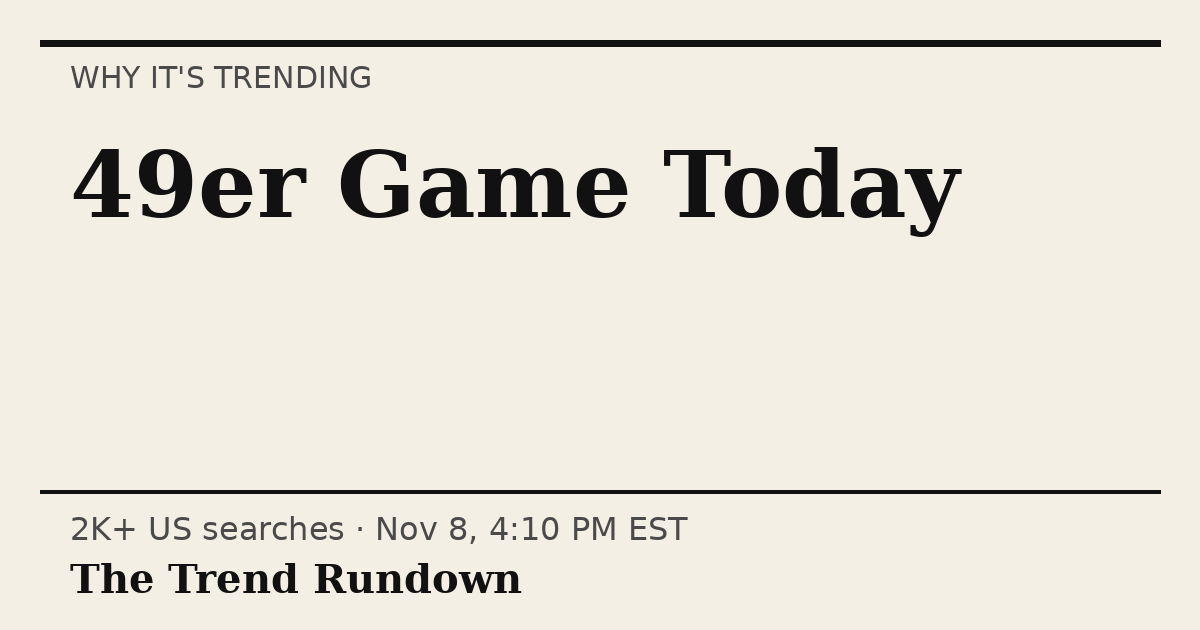 WHY IT'S TRENDING
49er Game Today
2K+ US searches · Nov 8, 4:10 PM EST
The Trend Rundown